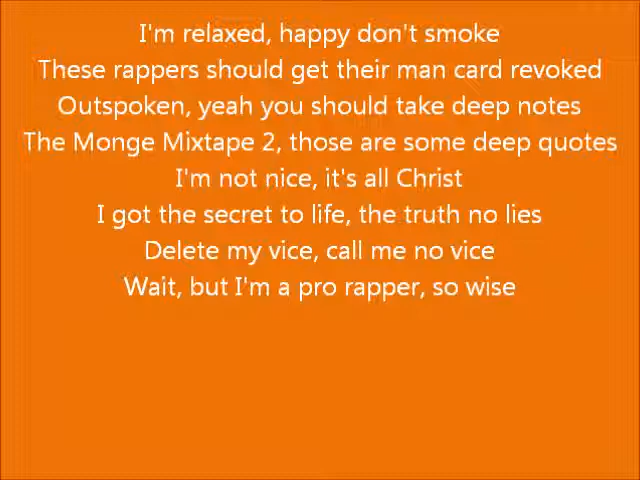 I'm relaxed, happy don't smoke
These rappers should get their man card revoked
Outspoken, yeah you should take deep notes
The Monge Mixtape 2, those are some deep quotes
I'm not nice, it's all Christ
I got the secret to life, the truth no lies
Delete my vice, call me no vice
Wait, but I'm a pro rapper, so wise